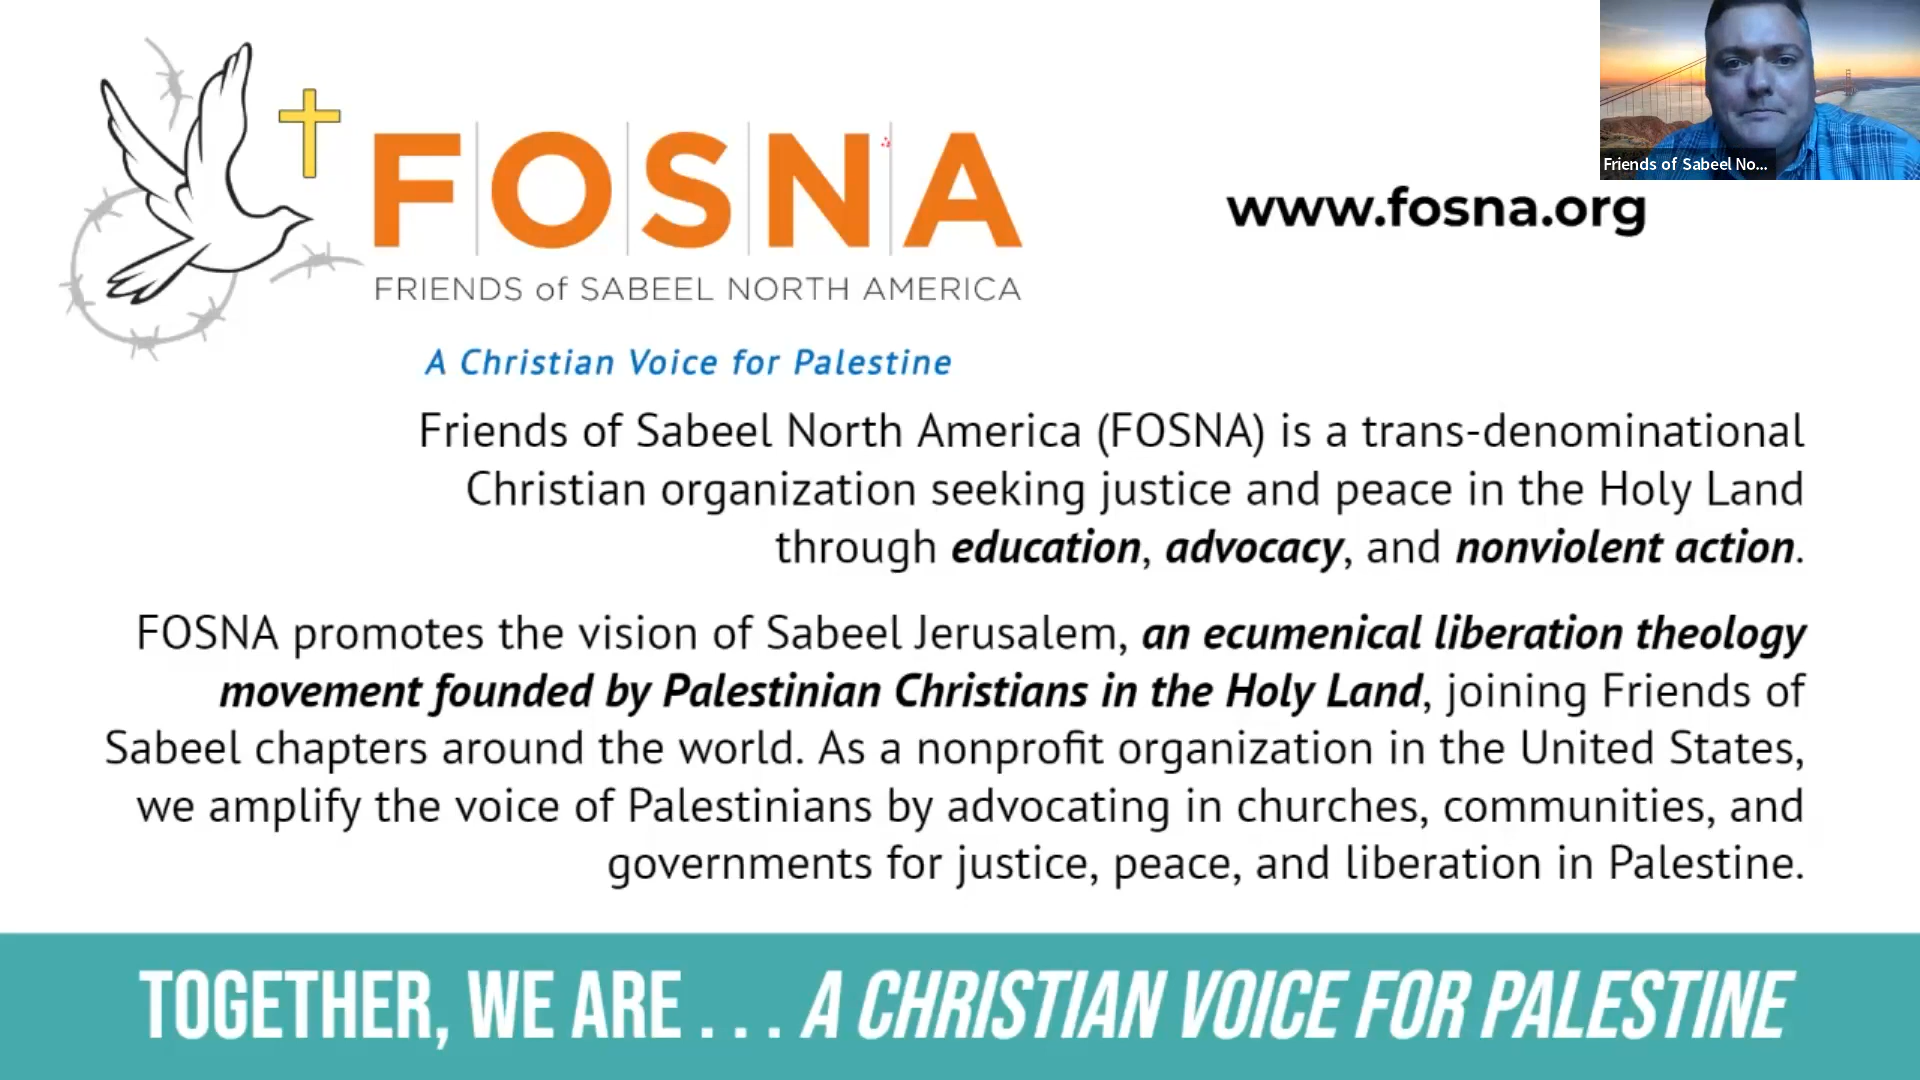 Friends of Sabeel No...
FOSNA
www.fosna.org
FRIENDS of SABEEL NORTH AMERICA
A Christian Voice for Palestine
Friends of Sabeel North America (FOSNA) is a trans-denominational
Christian organization seeking justice and peace in the Holy Land
through education, advocacy, and nonviolent action.
FOSNA promotes the vision of Sabeel Jerusalem, an ecumenical liberation theology
movement founded by Palestinian Christians in the Holy Land, joining Friends of
Sabeel chapters around the world. As a nonprofit organization in the United States,
we amplify the voice of Palestinians by advocating in churches, communities, and
governments for justice, peace, and liberation in Palestine.
TOGETHER, WE ARE . . . A CHRISTIAN VOICE FOR PALESTINE